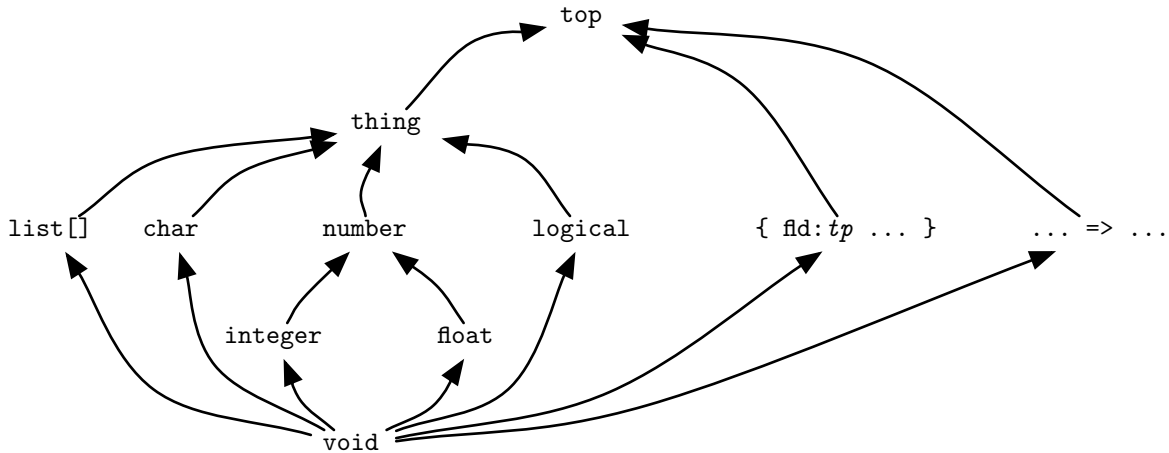 top
thing
list[] char number logical { fld:tp ... } ... => ...
integer float
void